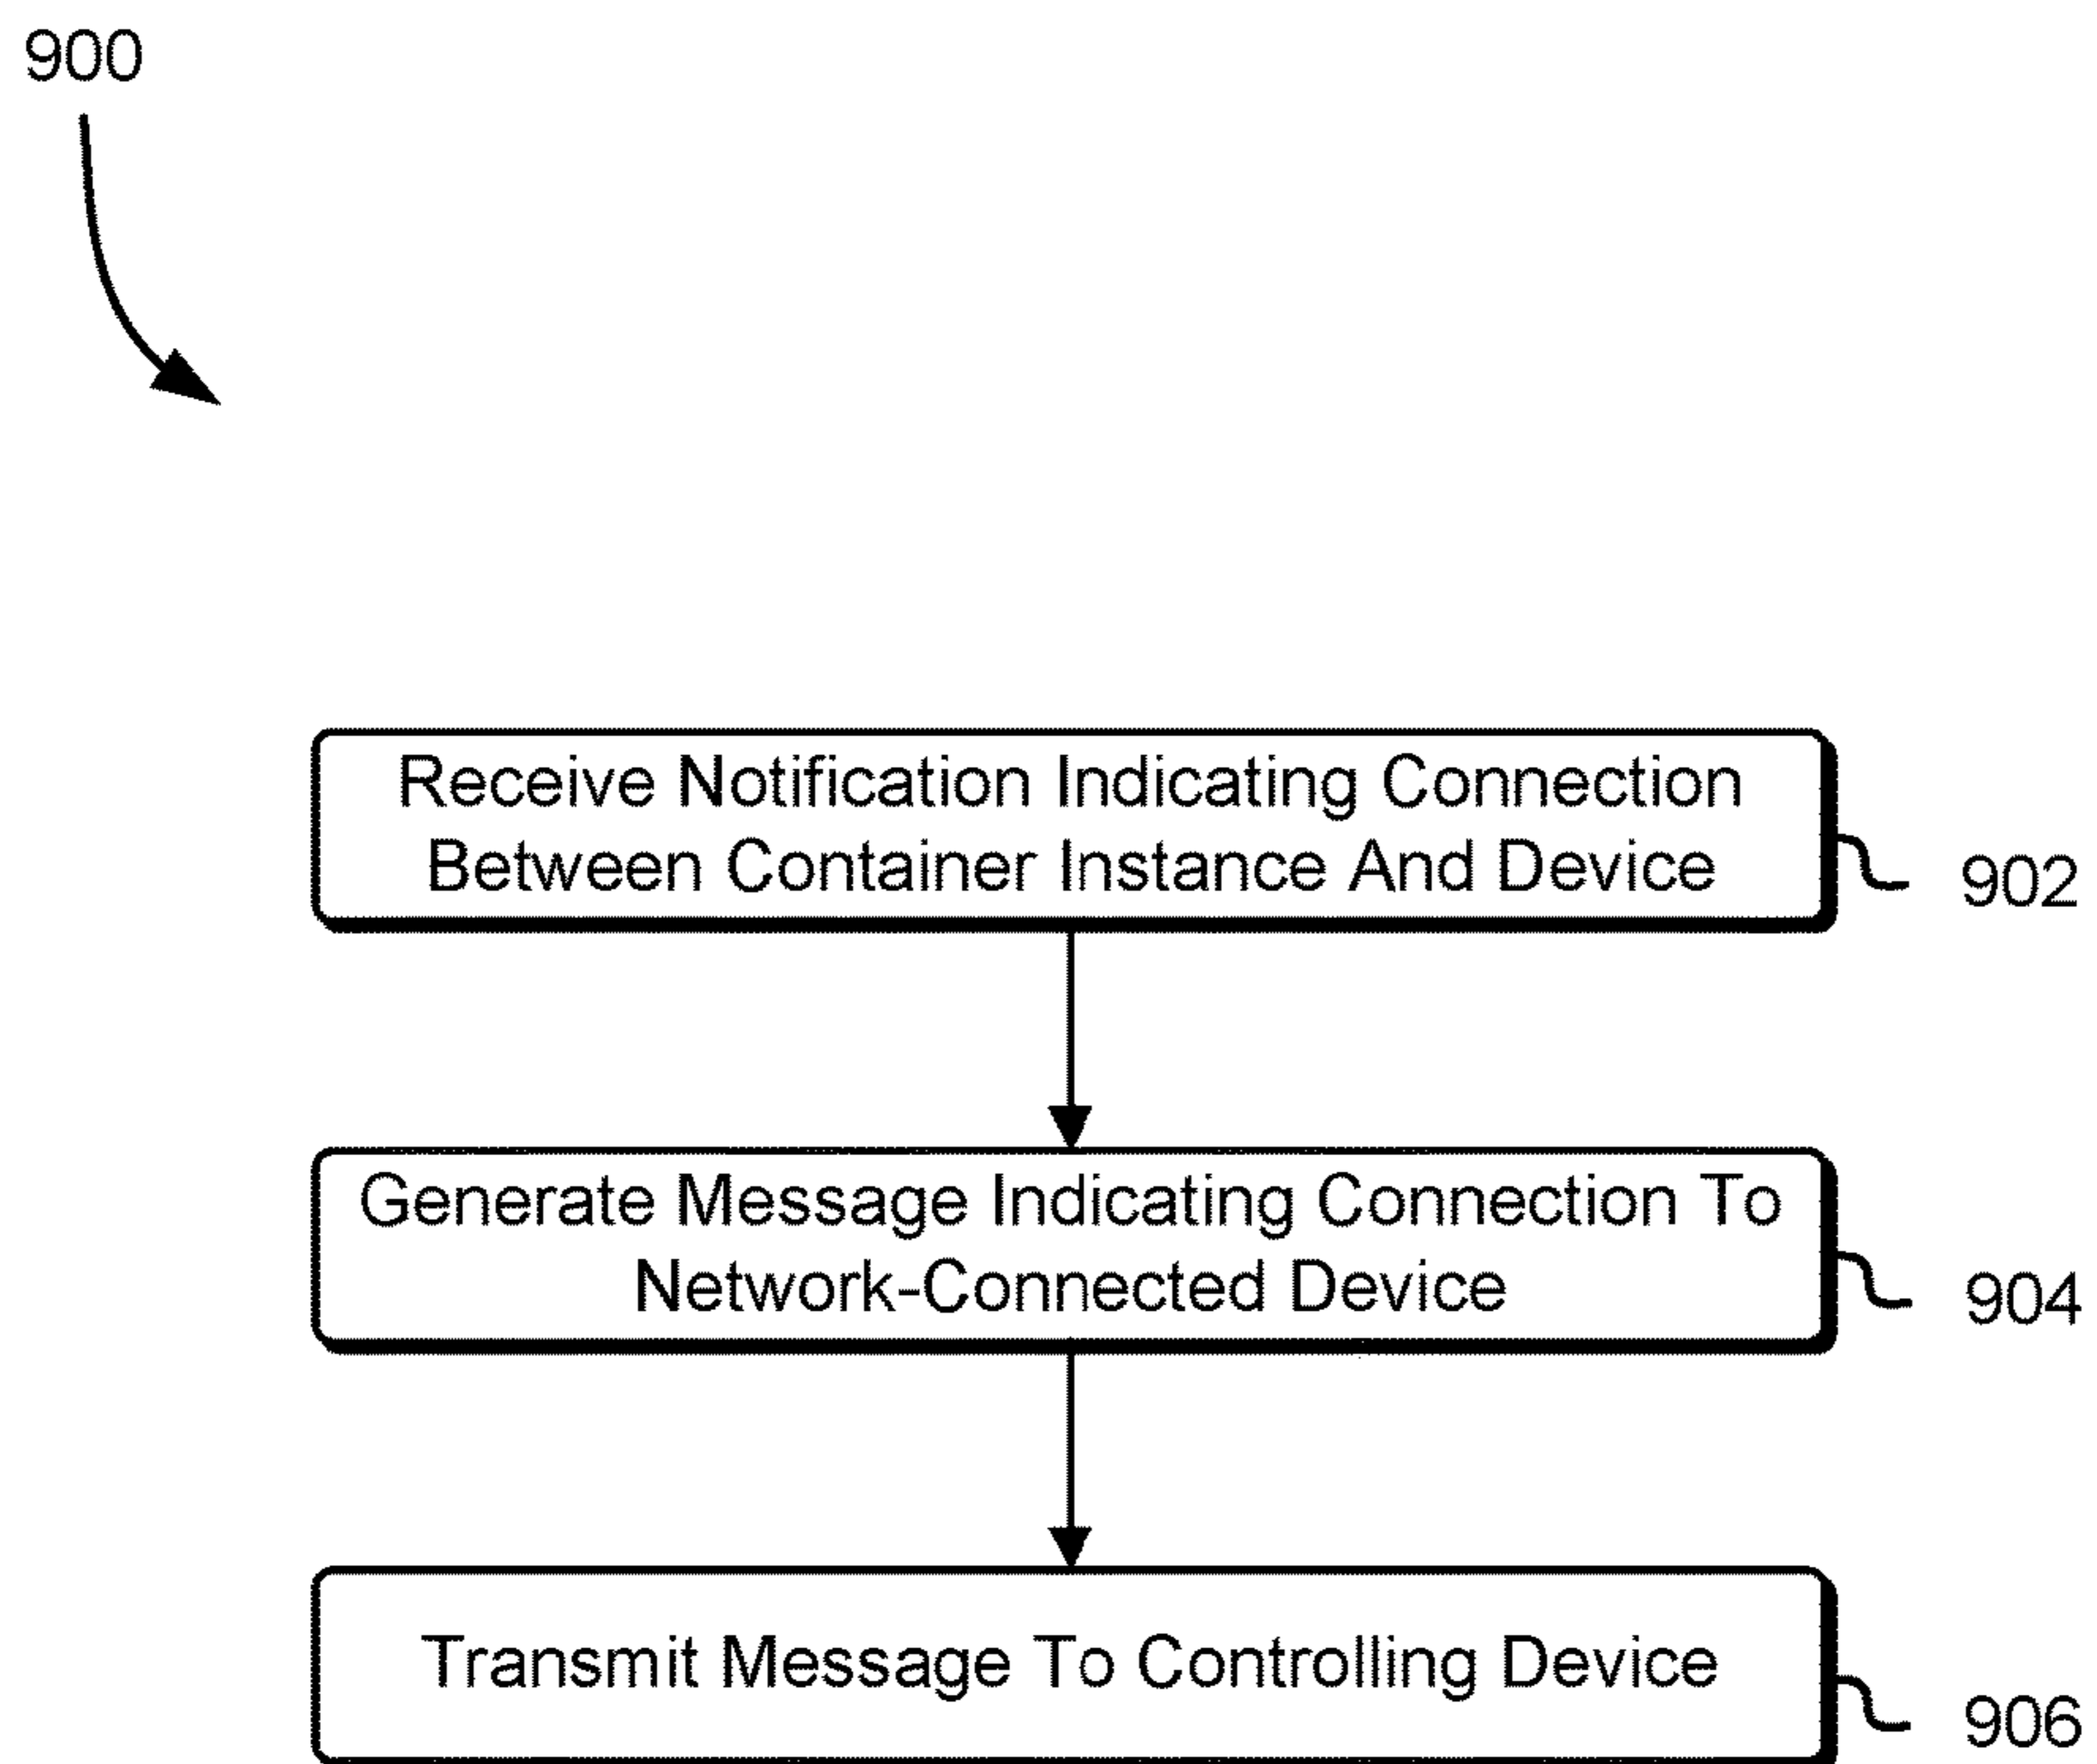 900
Receive Notification Indicating Connection
Between Container Instance And Device
902
Generate Message Indicating Connection To
Network-Connected Device
904
Transmit Message To Controlling Device
906